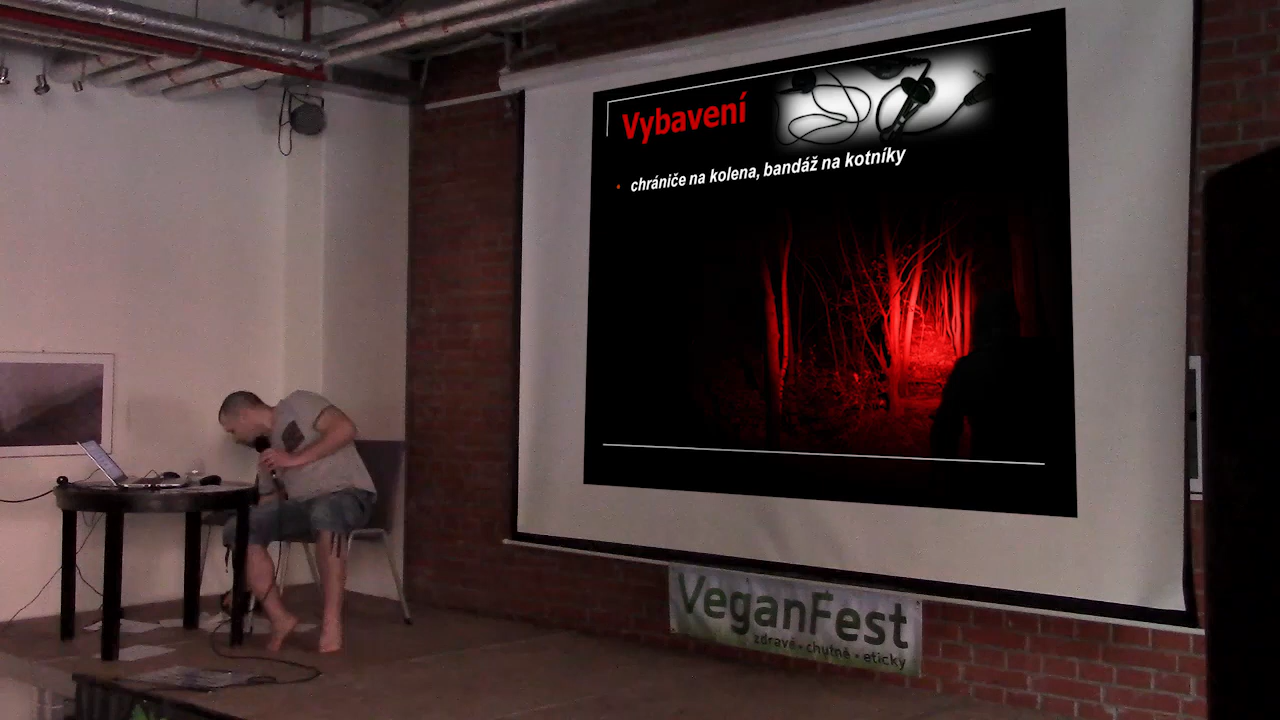 Vybavení
• chrániče na kolena, bandáž na kotníky
VeganFest
zdravě • chutně • eticky